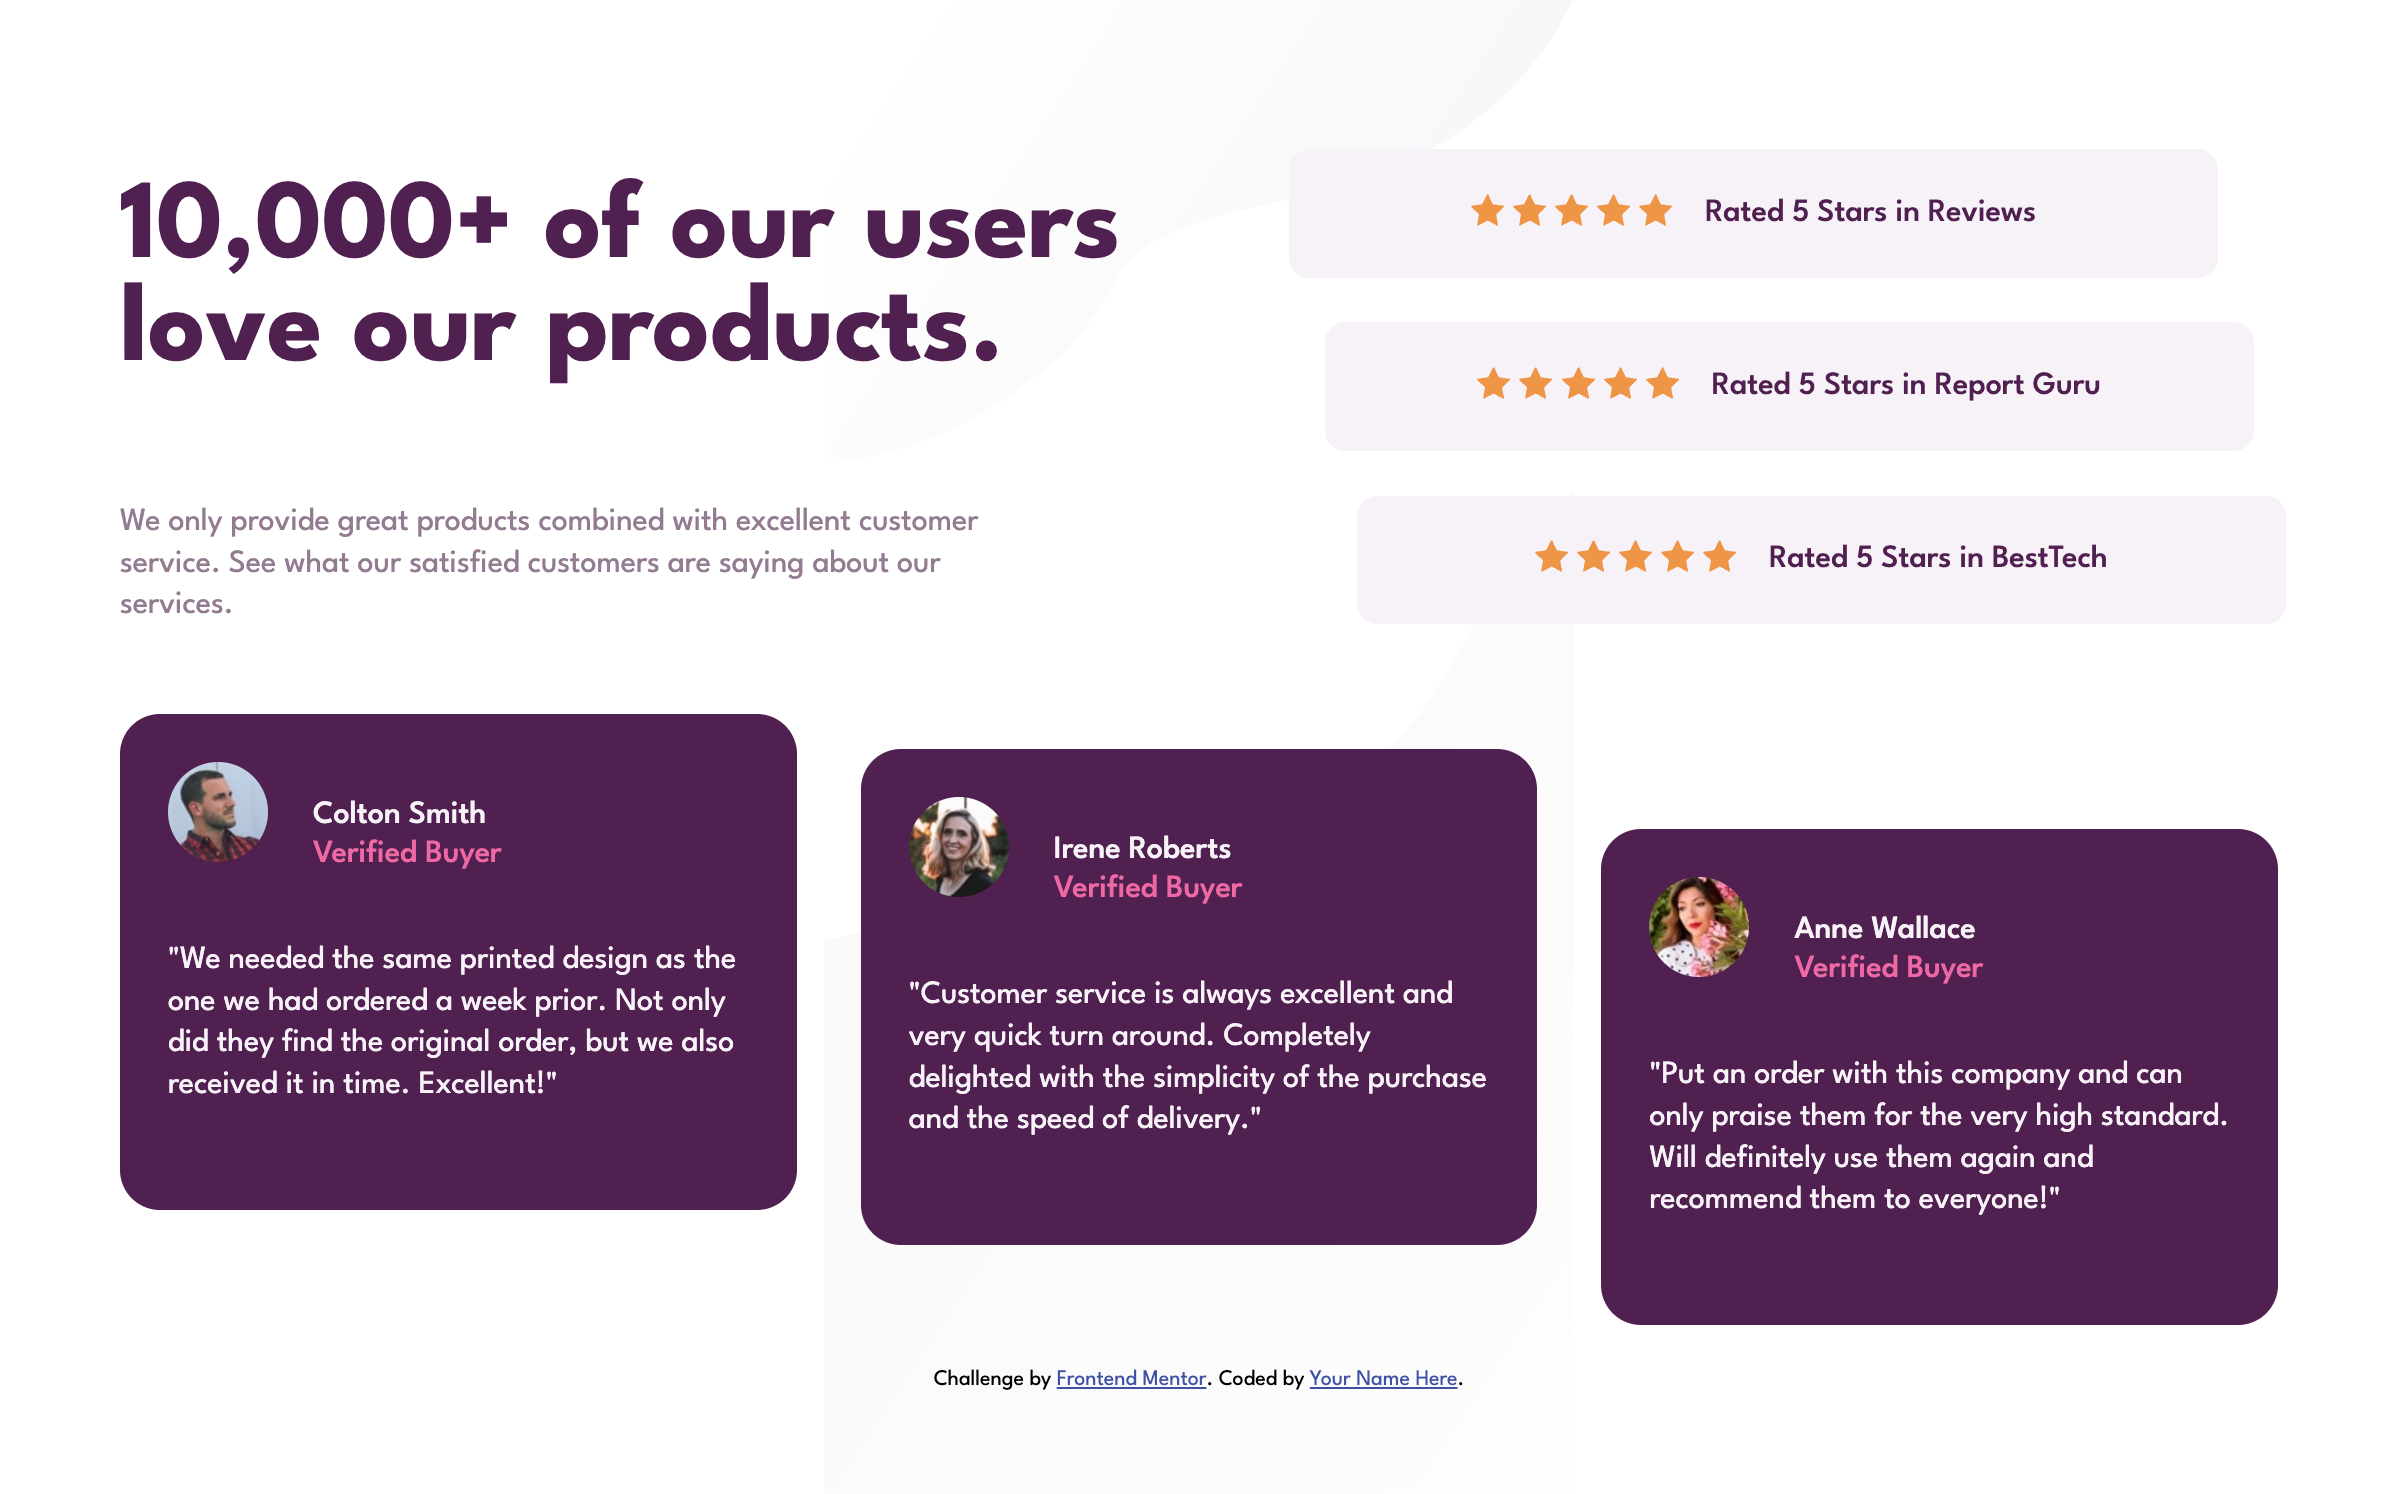 10,000+ of our users
love our products.
We only provide great products combined with excellent customer
service. See what our satisfied customers are saying about our
services.
Rated 5 Stars in Reviews
Rated 5 Stars in Report Guru
Rated 5 Stars in BestTech
Colton Smith
Verified Buyer
"We needed the same printed design as the
one we had ordered a week prior. Not only
did they find the original order, but we also
received it in time. Excellent!"
Irene Roberts
Verified Buyer
"Customer service is always excellent and
very quick turn around. Completely
delighted with the simplicity of the purchase
and the speed of delivery."
Anne Wallace
Verified Buyer
"Put an order with this company and can
only praise them for the very high standard.
Will definitely use them again and
recommend them to everyone!"
Challenge by Frontend Mentor. Coded by Your Name Here.